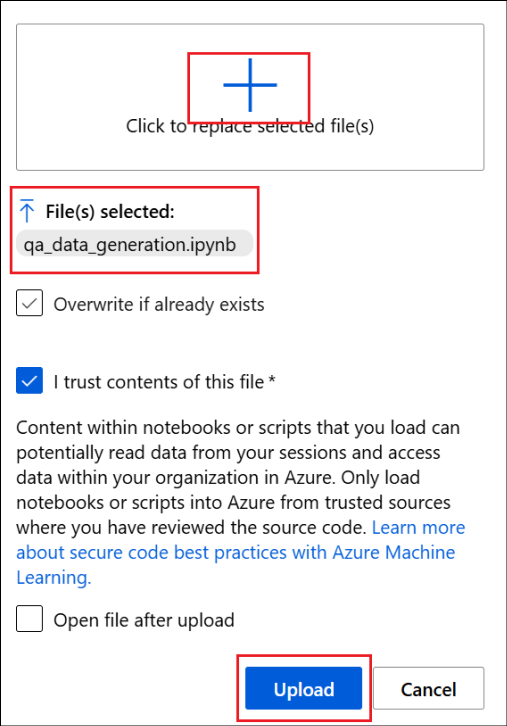 Click to replace selected file(s)
File(s) selected:
qa_data_generation.ipynb
Overwrite if already exists
I trust contents of this file *
Content within notebooks or scripts that you load can
potentially read data from your sessions and access
data within your organization in Azure. Only load
notebooks or scripts into Azure from trusted sources
where you have reviewed the source code. Learn more
about secure code best practices with Azure Machine
Learning.
Open file after upload
Upload
Cancel